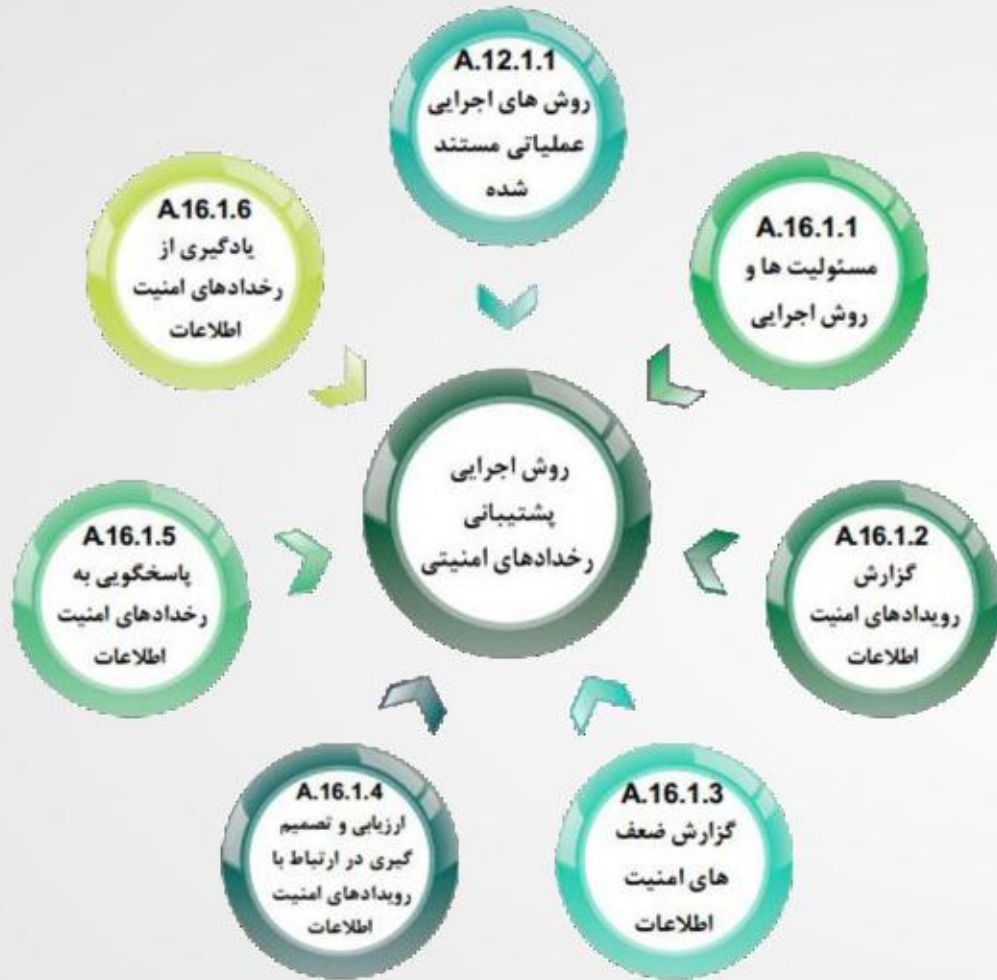 A.12.1.1
روش های اجرایی
عملیاتی مستند
شده
A.16.1.1
مسئولیت ها و
روش اجرایی
A.16.1.2
گزارش
رویدادهای امنیت
اطلاعات
A.16.1.3
گزارش ضعف
های امنیت
اطلاعات
A.16.1.4
ارزیابی و تصمیم
گیری در ارتباط با
رویدادهای امنیت
اطلاعات
A.16.1.5
پاسخگویی به
رخدادهای امنیت
اطلاعات
A.16.1.6
یادگیری از
رخدادهای امنیت
اطلاعات
روش اجرایی
پشتیبانی
رخدادهای امنیتی